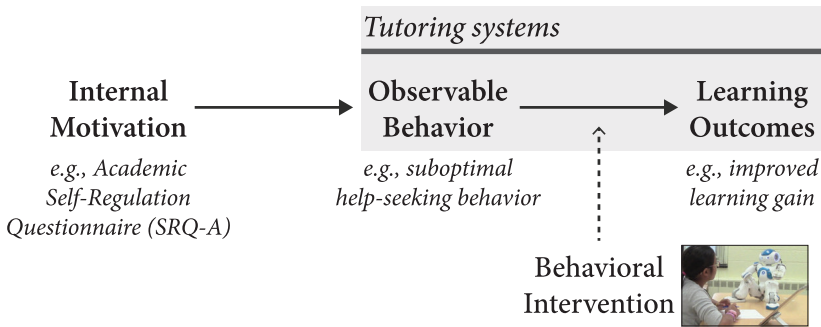 Tutoring systems
Internal
Motivation
e.g., Academic
Self-Regulation
Questionnaire (SRQ-A)
Observable
Behavior
e.g., suboptimal
help-seeking behavior
Learning
Outcomes
e.g., improved
learning gain
Behavioral
Intervention